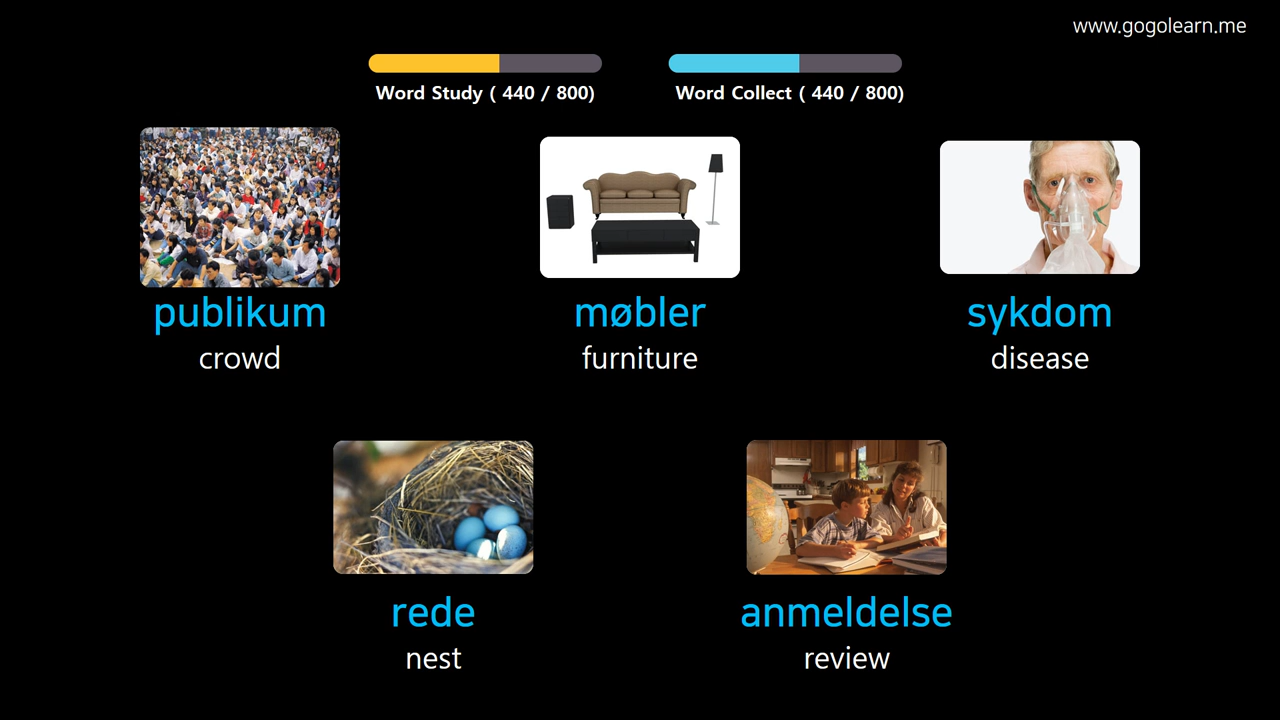 www.gogolearn.me
Word Study ( 440 / 800)
Word Collect ( 440 / 800)
publikum
crowd
møbler
furniture
sykdom
disease
rede
nest
anmeldelse
review